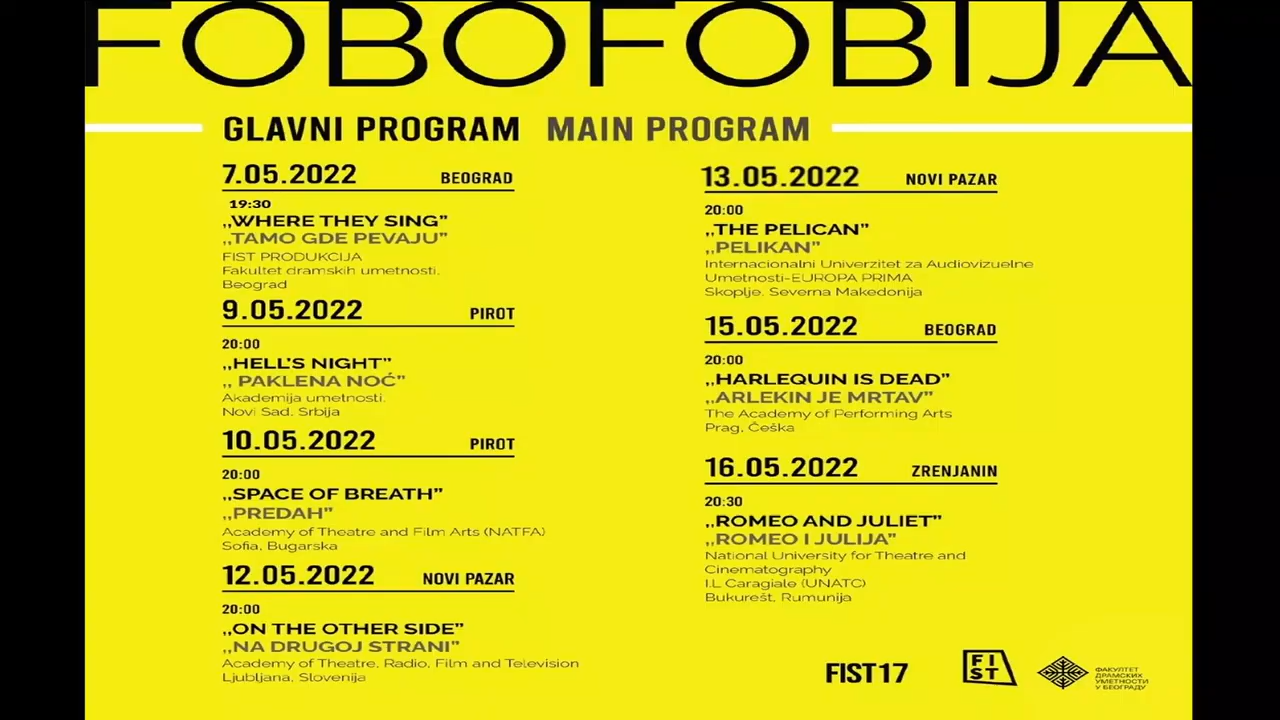 FOBOFOBIJA
GLAVNI PROGRAM MAIN PROGRAM
7.05.2022 BEOGRAD
19:30
,,WHERE THEY SING”
,,TAMO GDE PEVAJU”
FIST PRODUKCIJA
Fakultet dramskih umetnosti,
Beograd
9.05.2022 PIROT
20:00
,,HELL'S NIGHT”
,, PAKLENA NOĆ”
Akademija umetnosti,
Novi Sad, Srbija
10.05.2022 PIROT
20:00
,,SPACE OF BREATH”
,,PREDAH”
Academy of Theatre and Film Arts (NATFA)
Sofia, Bugarska
12.05.2022 NOVI PAZAR
20:00
,,ON THE OTHER SIDE”
,,NA DRUGOJ STRANI”
Academy of Theatre, Radio, Film and Television
Ljubljana, Slovenija
13.05.2022 NOVI PAZAR
20:00
,,THE PELICAN”
,,PELIKAN”
Internacionalni Univerzitet za Audiovizuelne
Umetnosti-EUROPA PRIMA
Skoplje, Severna Makedonija
15.05.2022 BEOGRAD
20:00
,,HARLEQUIN IS DEAD”
,,ARLEKIN JE MRTAV”
The Academy of Performing Arts
Prag, Češka
16.05.2022 ZRENJANIN
20:30
,,ROMEO AND JULIET”
,,ROMEO I JULIJA”
National University for Theatre and
Cinematography
I.L Caragiale (UNATC)
Bukurešt, Rumunija
FIST17
FI
ST
ФАКУЛТЕТ
ДРАМСКИХ
УМЕТНОСТИ
У БЕОГРАДУ